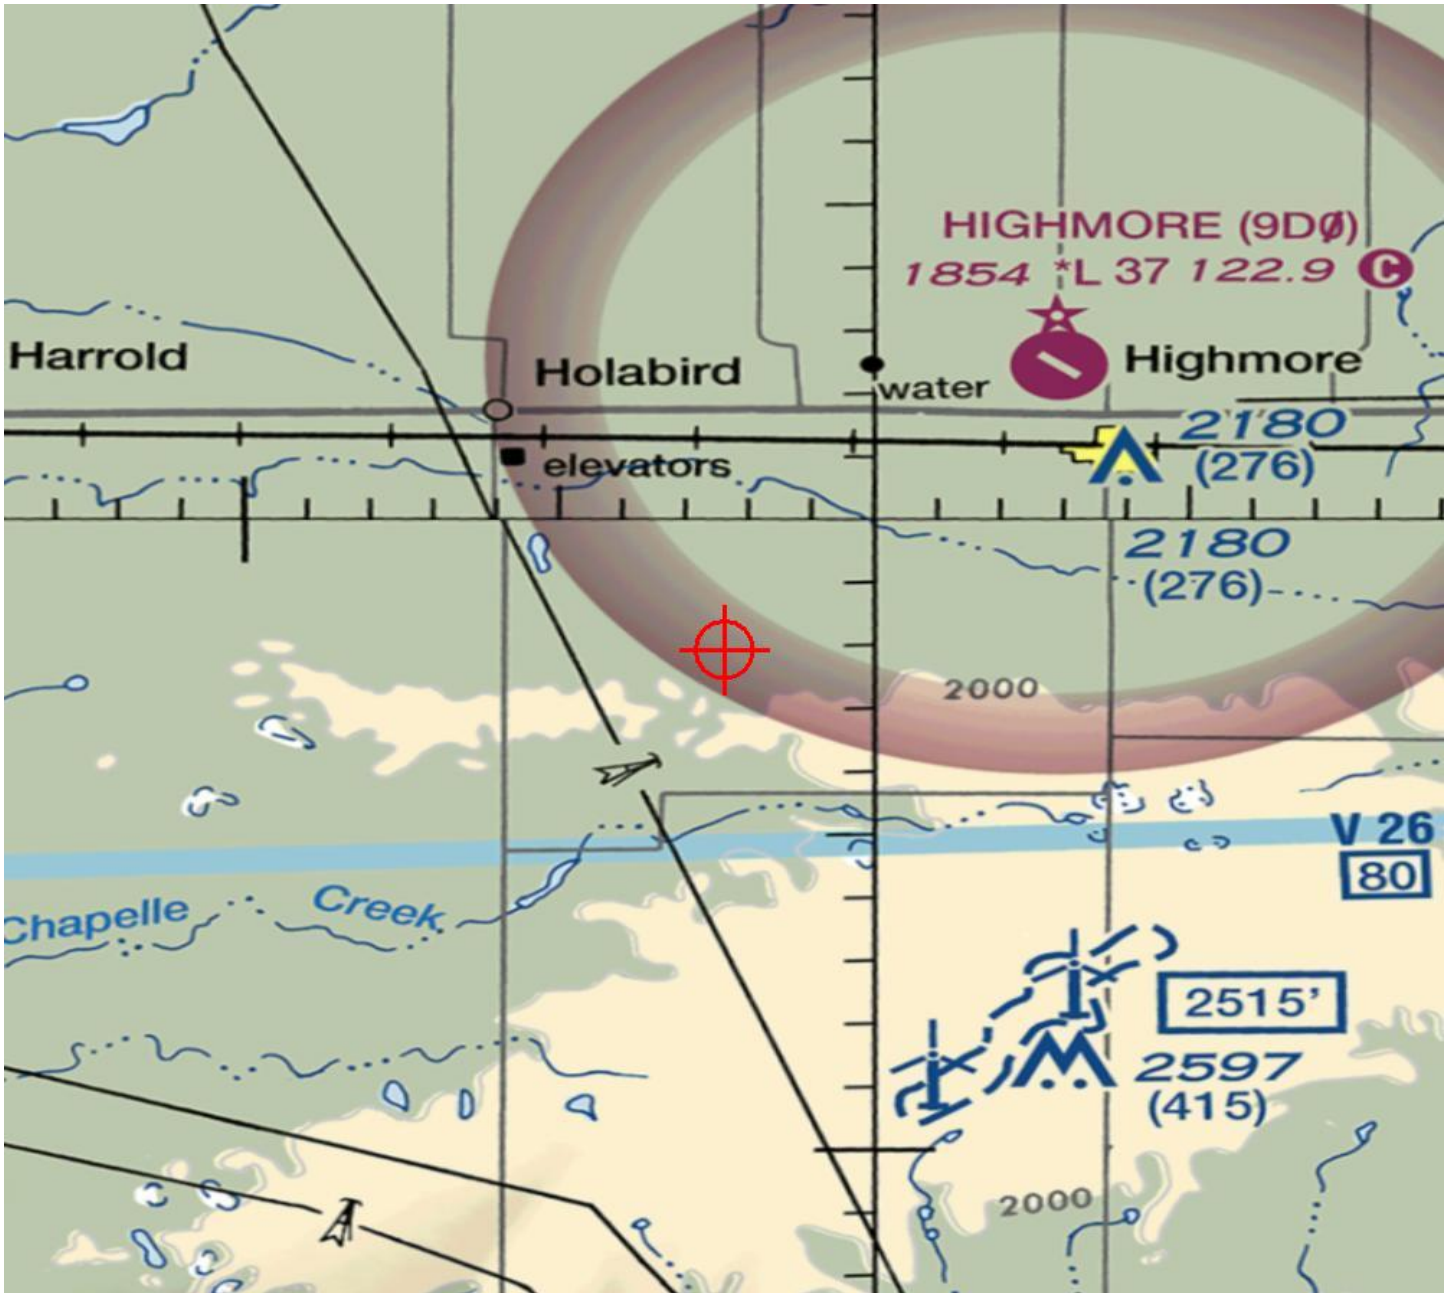 HIGHMORE (9DØ)
1854 *L 37 122.9 C
Harrold
Holabird
water
Highmore
2180
(276)
elevators
2180
(276)
2000
V 26
80
Chapelle Creek
2515'
2597
(415)
2000